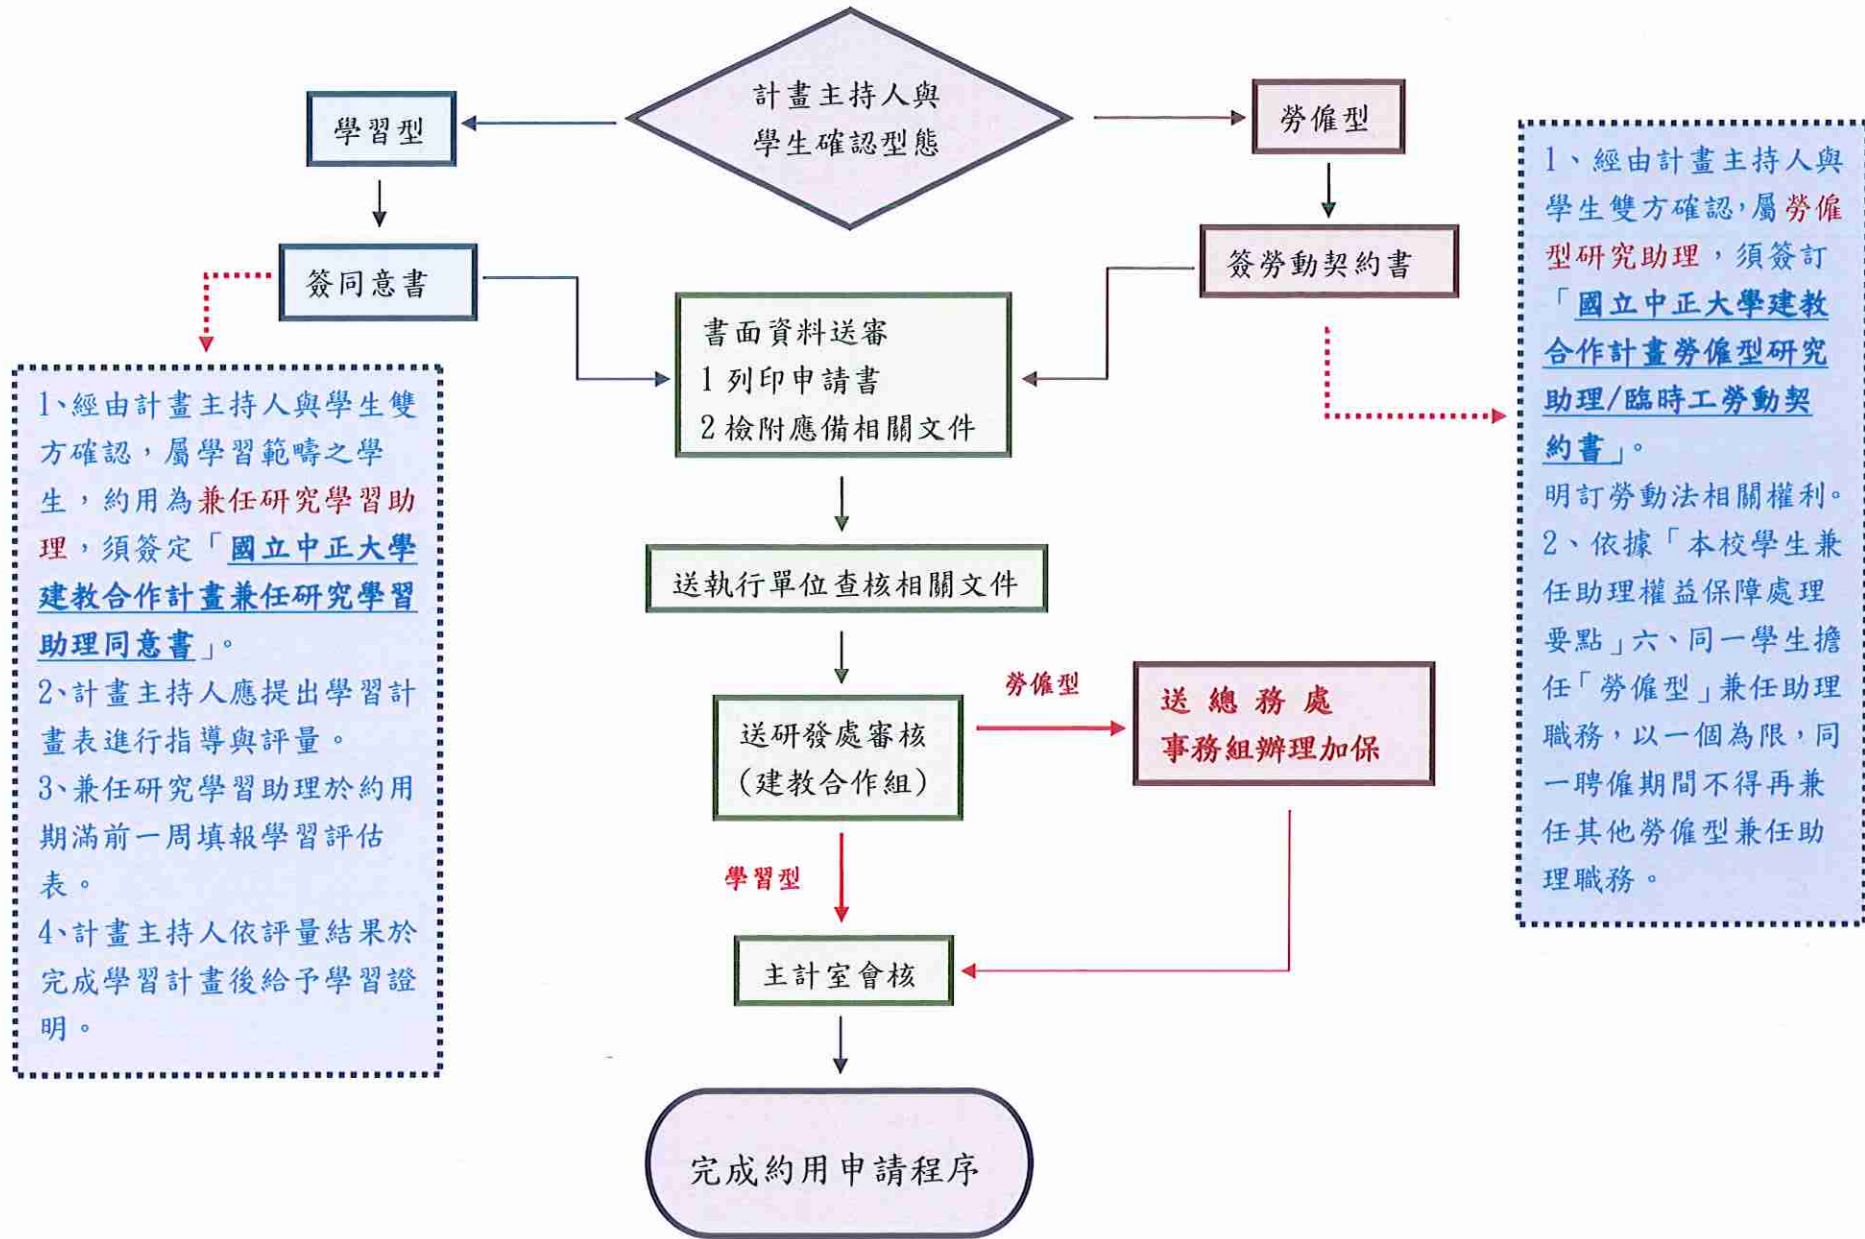 計畫主持人與
學生確認型態
學習型
勞僱型
簽同意書
簽勞動契約書
書面資料送審
1 列印申請書
2 檢附應備相關文件
送執行單位查核相關文件
送研發處審核
(建教合作組)
勞僱型
送 總 務 處
事務組辦理加保
學習型
主計室會核
完成約用申請程序
1、經由計畫主持人與學生雙
方確認，屬學習範疇之學
生，約用為兼任研究學習助
理，須簽定「國立中正大學
建教合作計畫兼任研究學習
助理同意書」。
2、計畫主持人應提出學習計
畫表進行指導與評量。
3、兼任研究學習助理於約用
期滿前一周填報學習評估
表。
4、計畫主持人依評量結果於
完成學習計畫後給予學習證
明。
1、經由計畫主持人與
學生雙方確認，屬勞僱
型研究助理，須簽訂
「國立中正大學建教
合作計畫勞僱型研究
助理/臨時工勞動契
約書」。
明訂勞動法相關權利。
2、依據「本校學生兼
任助理權益保障處理
要點」六、同一學生擔
任「勞僱型」兼任助理
職務，以一個為限，同
一聘僱期間不得再兼
任其他勞僱型兼任助
理職務。